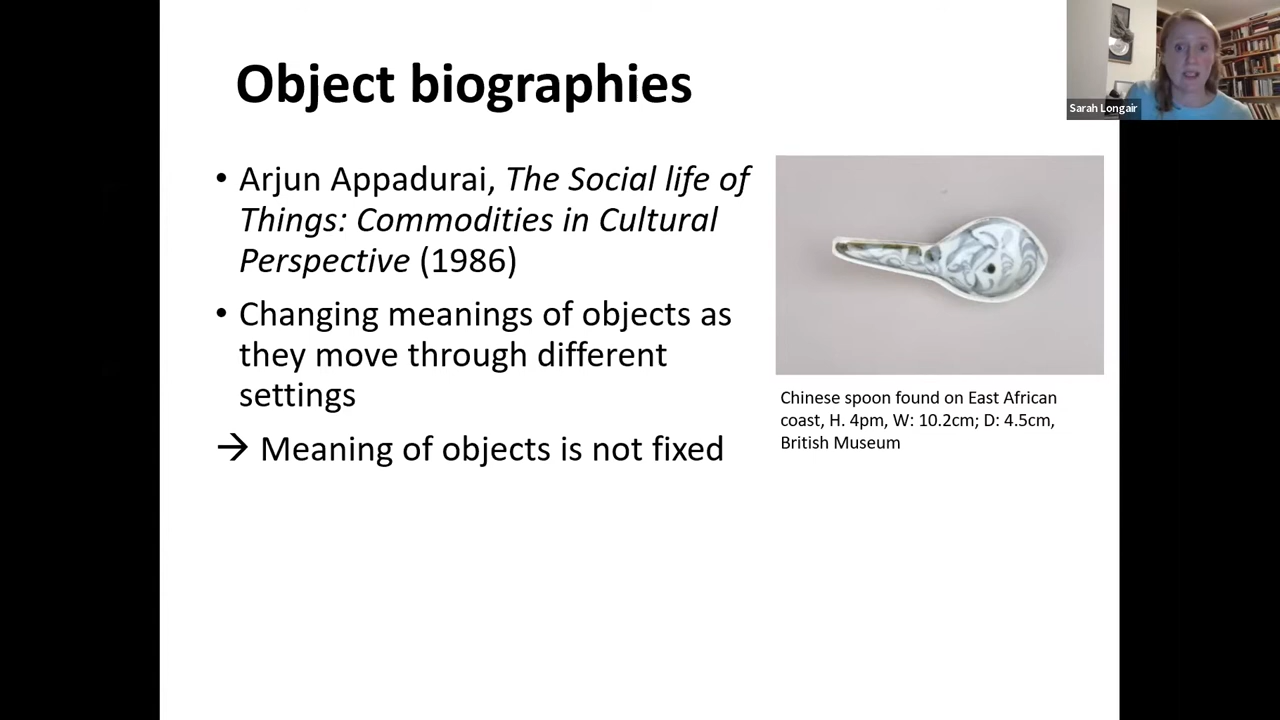 Object biographies
Sarah Longair
• Arjun Appadurai, The Social life of
Things: Commodities in Cultural
Perspective (1986)
• Changing meanings of objects as
they move through different
settings
→ Meaning of objects is not fixed
Chinese spoon found on East African
coast, H. 4pm, W: 10.2cm; D: 4.5cm,
British Museum